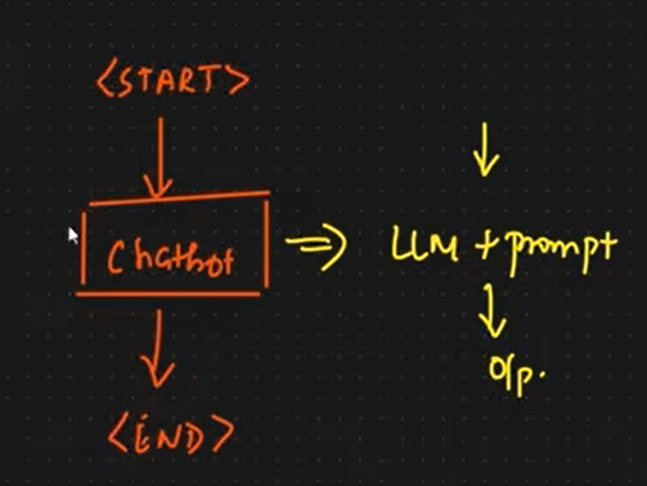 <START>
Chatbot
⇒ LLM + prompt
O/p.
<END>